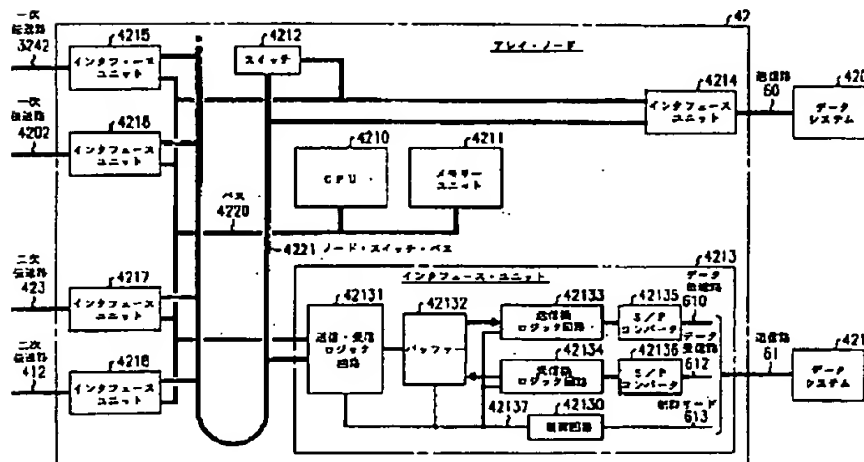 一次
伝送路
3242
4215
インタフェース
ユニット
4212
スイッチ
アレイ・ノード
42
4214
インタフェース
ユニット
通信路
60
420
データ
システム
一次
伝送路
4202
4216
インタフェース
ユニット
4210
CPU
4211
メモリー
ユニット
バス
4220
4221 ノード・スイッチ・バス
二次
伝送路
423
4217
インタフェース
ユニット
二次
伝送路
412
4218
インタフェース
ユニット
4213
インタフェース・ユニット
42131
送信・受信
ロジック
回路
42132
バッファー
42133
送信側
ロジック回路
42135
S/P
コンバータ
データ
610
42134
受信側
ロジック回路
42136
S/P
コンバータ
データ
受信路
612
42137
42130
制御回路
制御リード
613
通信路
61
421
データ
システム